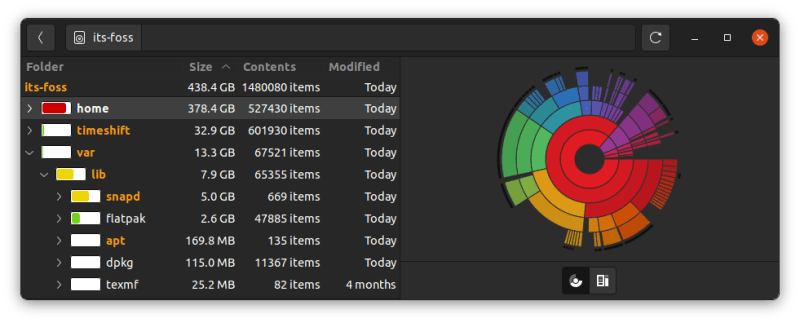 its-foss
Folder Size Contents Modified
its-foss 438.4 GB 1480080 items Today
home 378.4 GB 527430 items Today
timeshift 32.9 GB 601930 items Today
var 13.3 GB 67521 items Today
lib 7.9 GB 65355 items Today
snapd 5.0 GB 669 items Today
flatpak 2.6 GB 47885 items Today
apt 169.8 MB 135 items Today
dpkg 115.0 MB 11367 items Today
texmf 25.2 MB 82 items 4 months